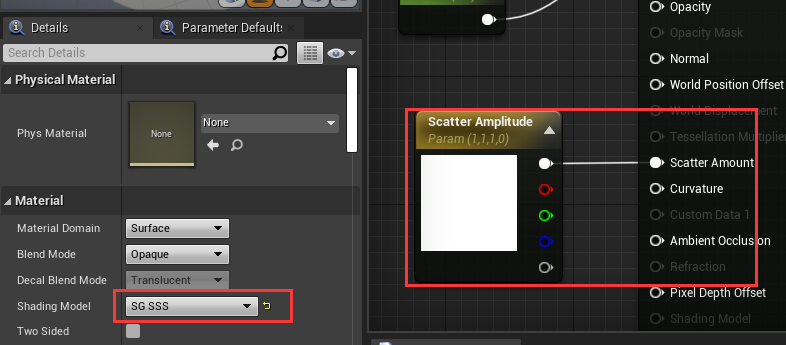 Details
Parameter Default:
Search Details
Physical Material
Phys Material
None
None
Material
Material Domain
Surface
Blend Mode
Opaque
Decal Blend Mode
Translucent
Shading Model
SG SSS
Two Sided
Scatter Amplitude
Param (1,1,1,0)
Opacity
Opacity Mask
Normal
World Position Offset
World Displacement
Tessellation Multiplier
Scatter Amount
Curvature
Custom Data 1
Ambient Occlusion
Refraction
Pixel Depth Offset
Shading Model